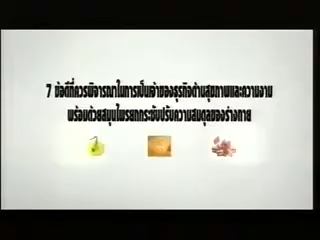 7 ข้อดีที่ควรพิจารณาในการเป็นเจ้าของธุรกิจด้านสุขภาพและความงาม
พร้อมด้วยสมุนไพรยกกระชับปรับความสมดุลของร่างกาย